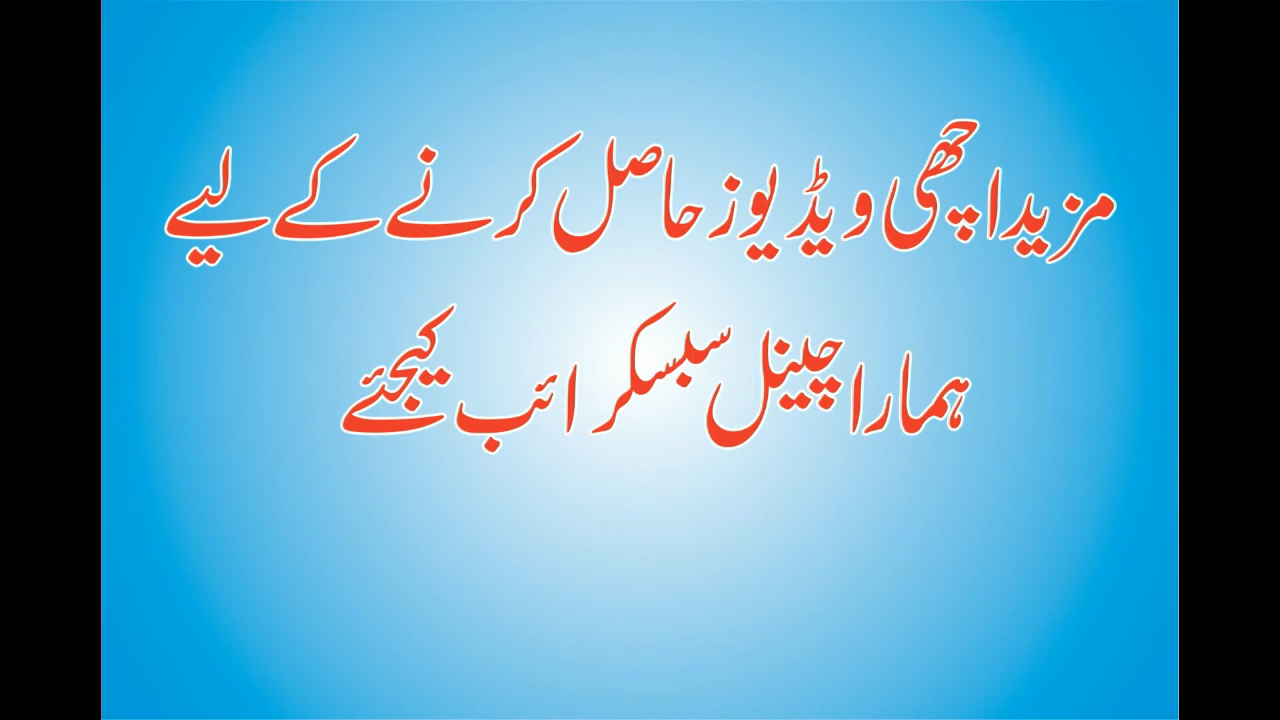 مزید اچھی ویڈیوز حاصل کرنے کے لیے
ہمارا چینل سبسکرائب کیجئے